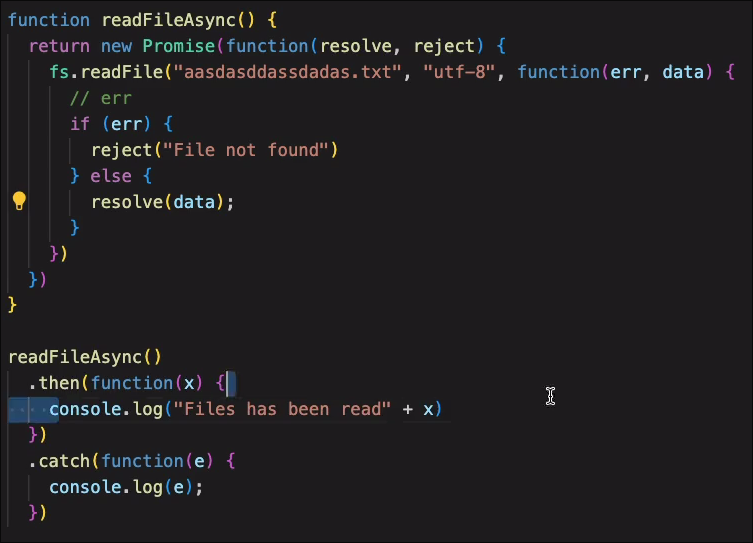 function readFileAsync() {
return new Promise(function(resolve, reject) {
fs.readFile("aasdasddassdadas.txt", "utf-8", function(err, data) {
// err
if (err) {
reject("File not found")
} else {
resolve(data);
}
})
})
}
readFileAsync()
.then(function(x) {
console.log("Files has been read" + x)
})
.catch(function(e) {
console.log(e);
})